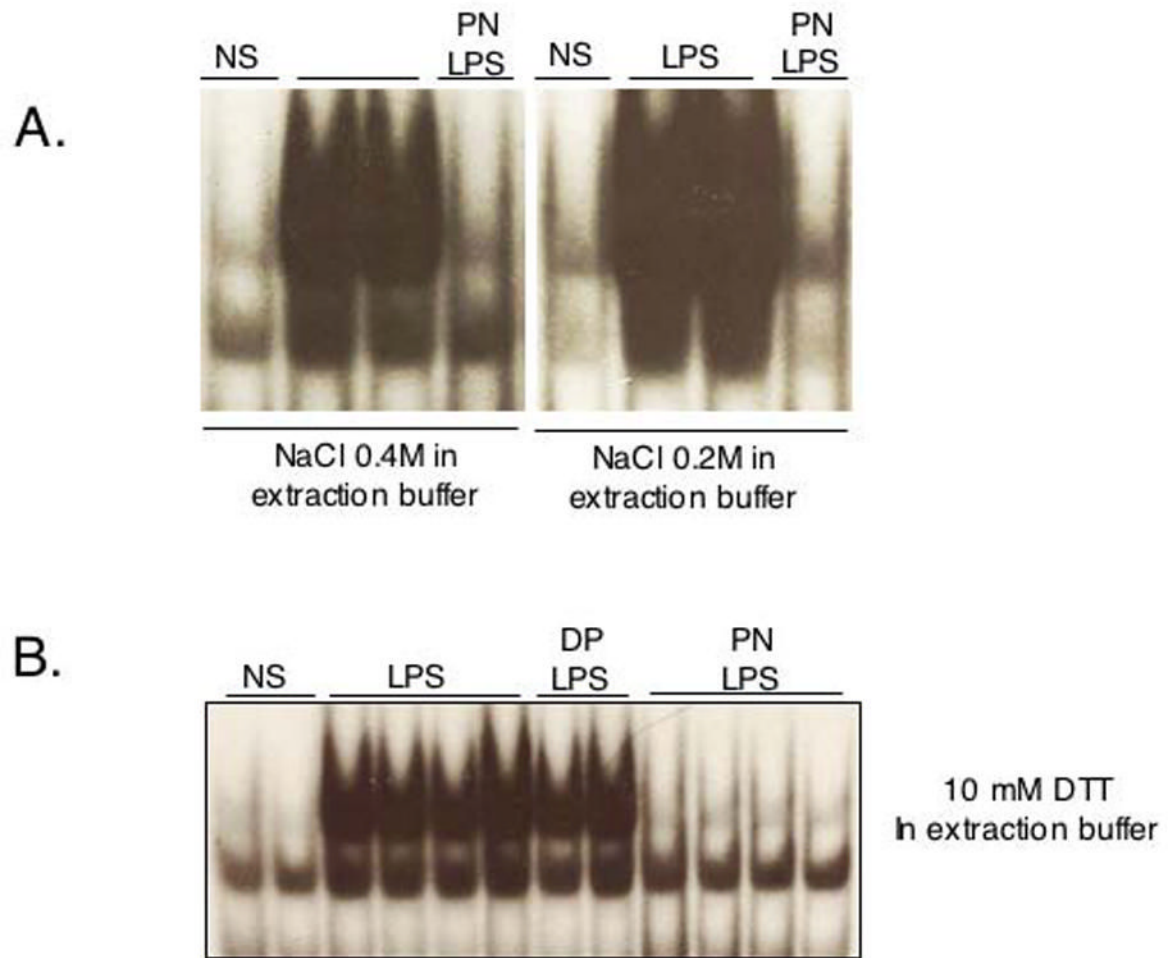 A.
NS
PN
LPS
NS
LPS
PN
LPS
NaCl 0.4M in
extraction buffer
NaCl 0.2M in
extraction buffer
B.
NS
LPS
DP
LPS
PN
LPS
10 mM DTT
In extraction buffer